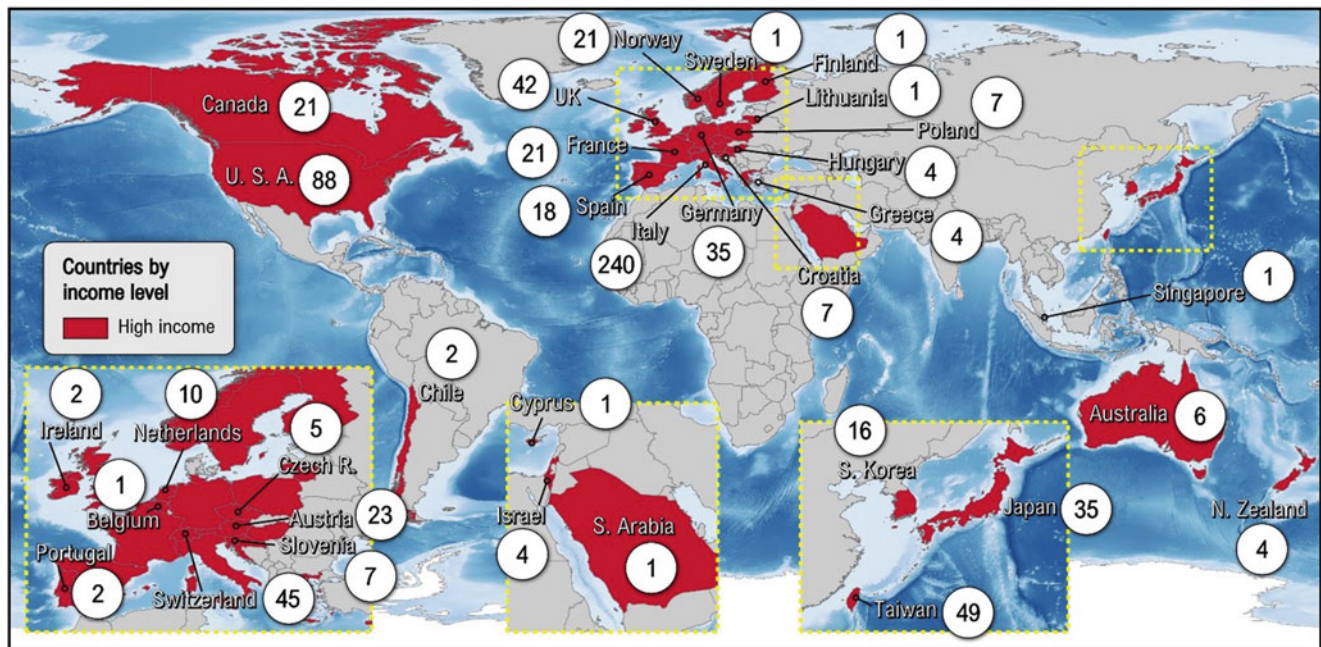 21
Norway
1
Sweden
1
Finland
42
UK
1
Lithuania
7
Poland
Canada
21
21
France
Hungary
4
U. S. A.
88
18
Spain
Italy
Germany
Greece
4
240
35
Croatia
7
Singapore
1
Countries by
income level
High income
2
Chile
2
Ireland
10
Netherlands
5
Czech R.
1
Belgium
Austria
23
Slovenia
7
Portugal
2
Switzerland
45
Cyprus
1
Israel
4
S. Arabia
1
16
S. Korea
Japan
35
Taiwan
49
Australia
6
N. Zealand
4